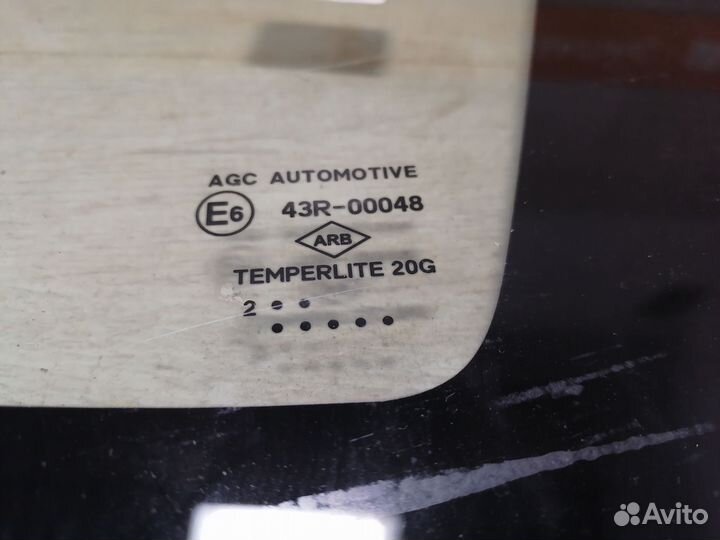 AGC AUTOMOTIVE
E6 43R-00048
ARB
TEMPERLITE 20G
2 • •
• • • • •
Avito